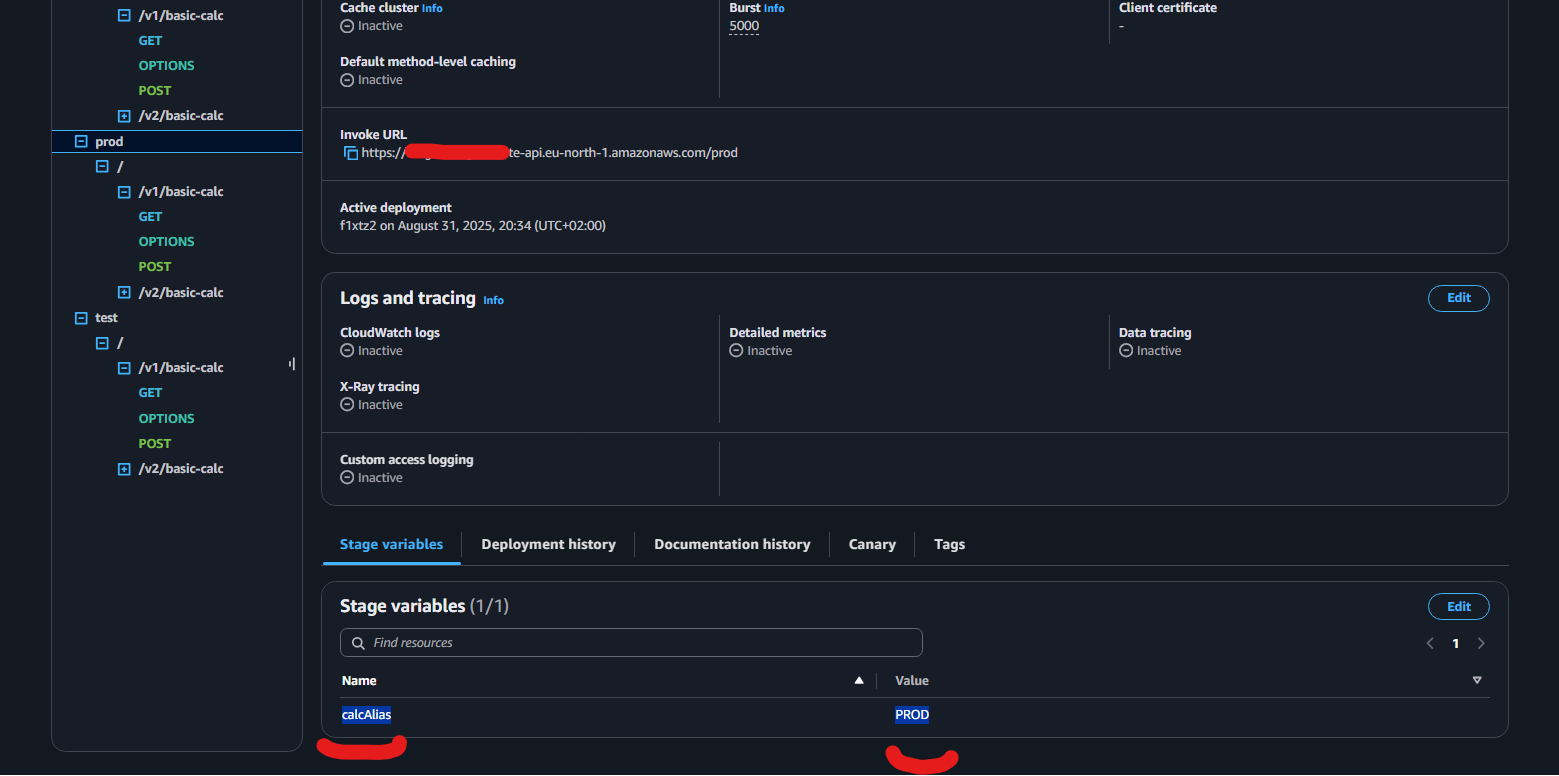 /v1/basic-calc
GET
OPTIONS
POST
/v2/basic-calc
prod
/
/v1/basic-calc
GET
OPTIONS
POST
/v2/basic-calc
test
/
/v1/basic-calc
GET
OPTIONS
POST
/v2/basic-calc
Cache cluster Info
Inactive
Default method-level caching
Inactive
Burst Info
5000
Client certificate
-
Invoke URL
https:// te-api.eu-north-1.amazonaws.com/prod
Active deployment
f1xtz2 on August 31, 2025, 20:34 (UTC+02:00)
Logs and tracing Info
Edit
CloudWatch logs
Inactive
Detailed metrics
Inactive
Data tracing
Inactive
X-Ray tracing
Inactive
Custom access logging
Inactive
Stage variables Deployment history Documentation history Canary Tags
Stage variables (1/1)
Edit
Find resources
1
Name Value
calcAlias PROD